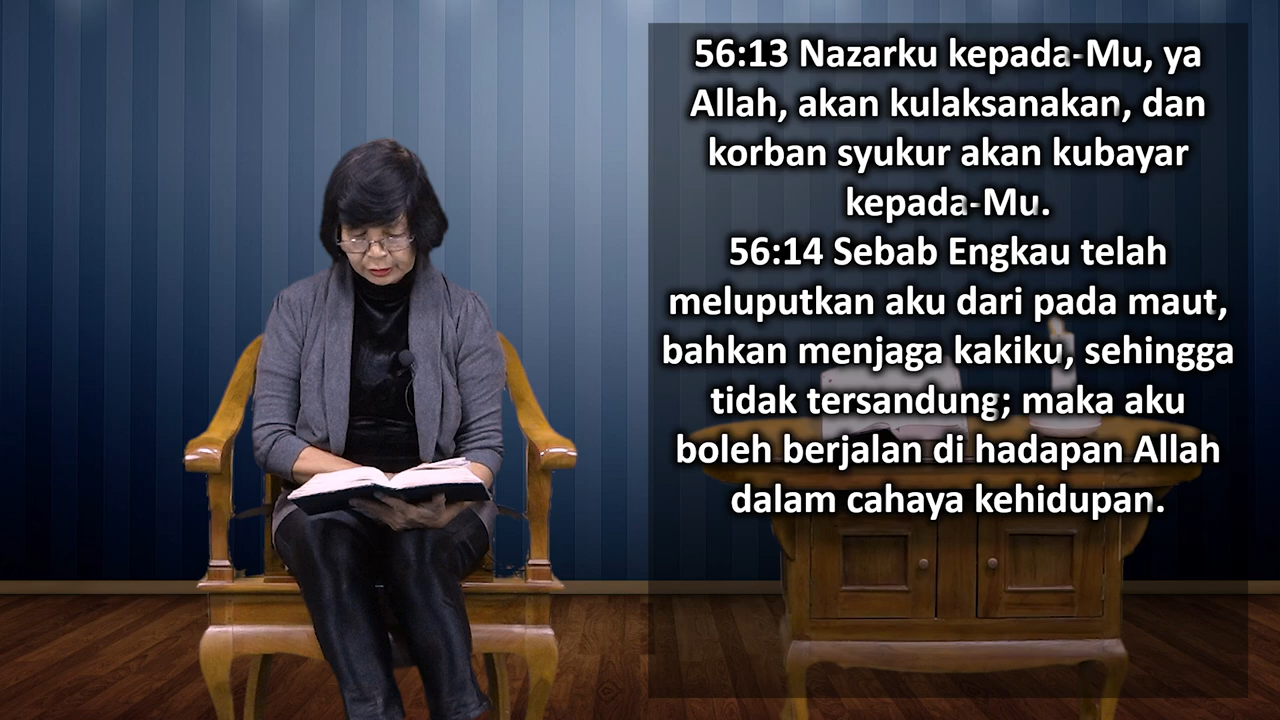 56:13 Nazarku kepada-Mu, ya
Allah, akan kulaksanakan, dan
korban syukur akan kubayar
kepada-Mu.
56:14 Sebab Engkau telah
meluputkan aku dari pada maut,
bahkan menjaga kakiku, sehingga
tidak tersandung; maka aku
boleh berjalan di hadapan Allah
dalam cahaya kehidupan.